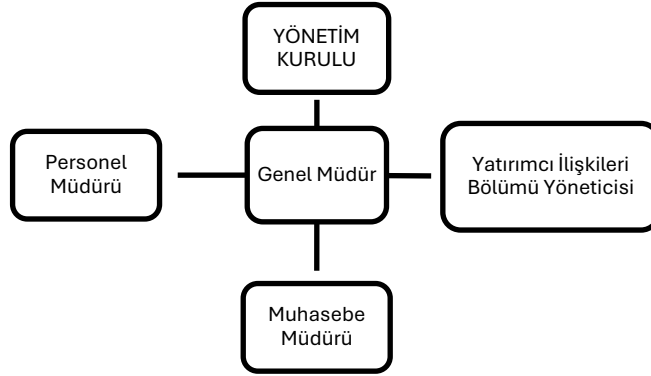 YÖNETİM
KURULU
Personel
Müdürü
Genel Müdür
Yatırımcı İlişkileri
Bölümü Yöneticisi
Muhasebe
Müdürü